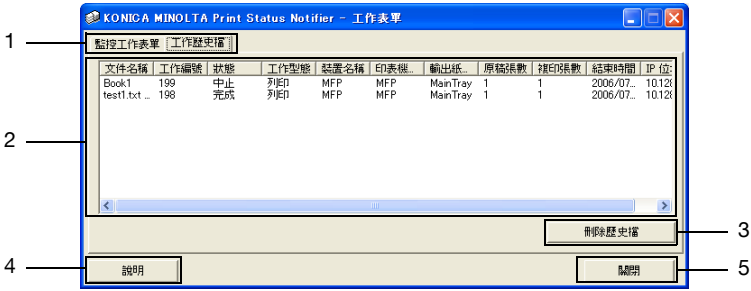 KONICA MINOLTA Print Status Notifier - 工作表單
1
監控工作表單 工作歷史檔
文件名稱 工作編號 狀態 工作型態 裝置名稱 印表機... 輸出紙... 原稿張數 複印張數 結束時間 IP 位
Book1 199 中止 列印 MFP MFP MainTray 1 1 2006/07... 10.128
test1.txt ... 198 完成 列印 MFP MFP MainTray 1 1 2006/07... 10.128
2
刪除歷史檔 3
4 說明 關閉 5